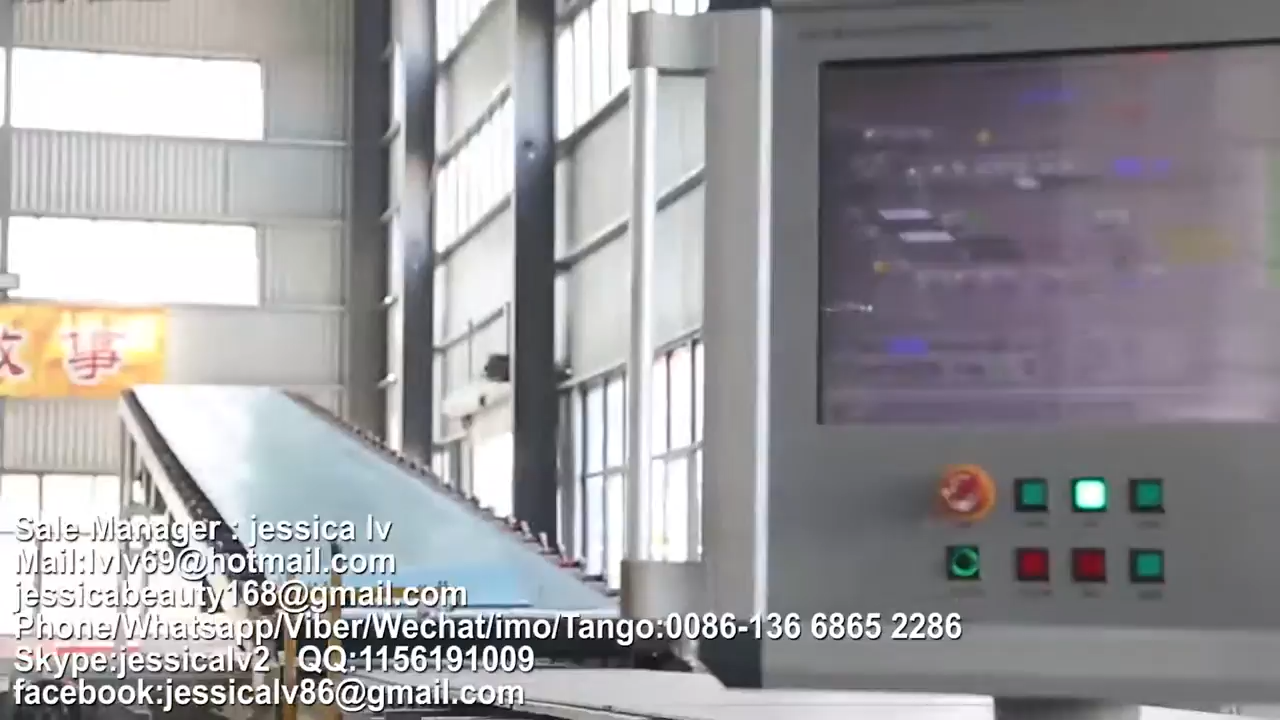 事
Sale Manager : jessica lv
Mail:lvlv69@hotmail.com
jessicabeauty168@gmail.com
Phone/Whatsapp/Viber/Wechat/imo/Tango:0086-136 6865 2286
Skype:jessicalv2 QQ:1156191009
facebook:jessicalv86@gmail.com